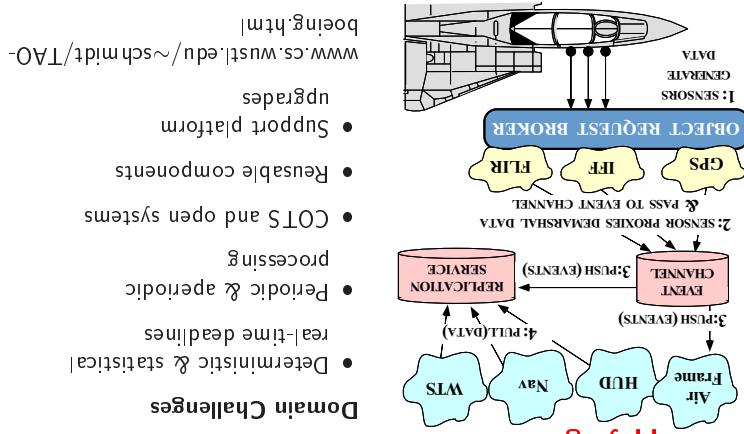 Air
Frame
HUD
Nav
WTS
3:PUSH(EVENTS)
4: PULL(DATA)
EVENT
CHANNEL
3:PUSH(EVENTS)
REPLICATION
SERVICE
2: SENSOR PROXIES DEMARSHAL DATA
& PASS TO EVENT CHANNEL
GPS
IFF
FLIR
OBJECT REQUEST BROKER
1: SENSORS
GENERATE
DATA
Domain Challenges
• Deterministic & statistical
real-time deadlines
• Periodic & aperiodic
processing
• COTS and open systems
• Reusable components
• Support platform
upgrades
www.cs.wustl.edu/~schmidt/TAO-
boeing.html